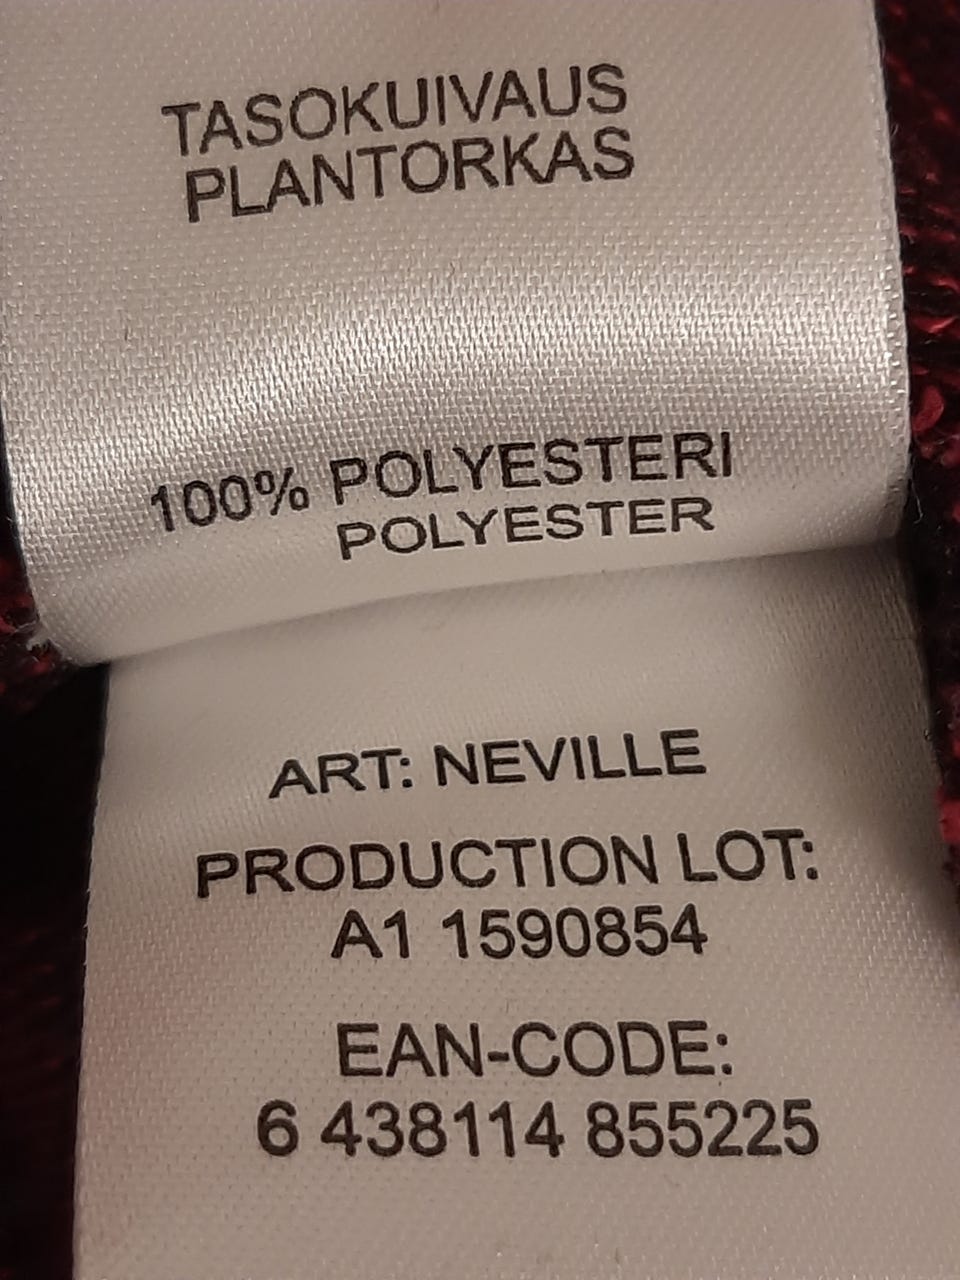 TASOKUIVAUS
PLANTORKAS
100% POLYESTERI
POLYESTER
ART: NEVILLE
PRODUCTION LOT:
A1 1590854
EAN-CODE:
6 438114 855225